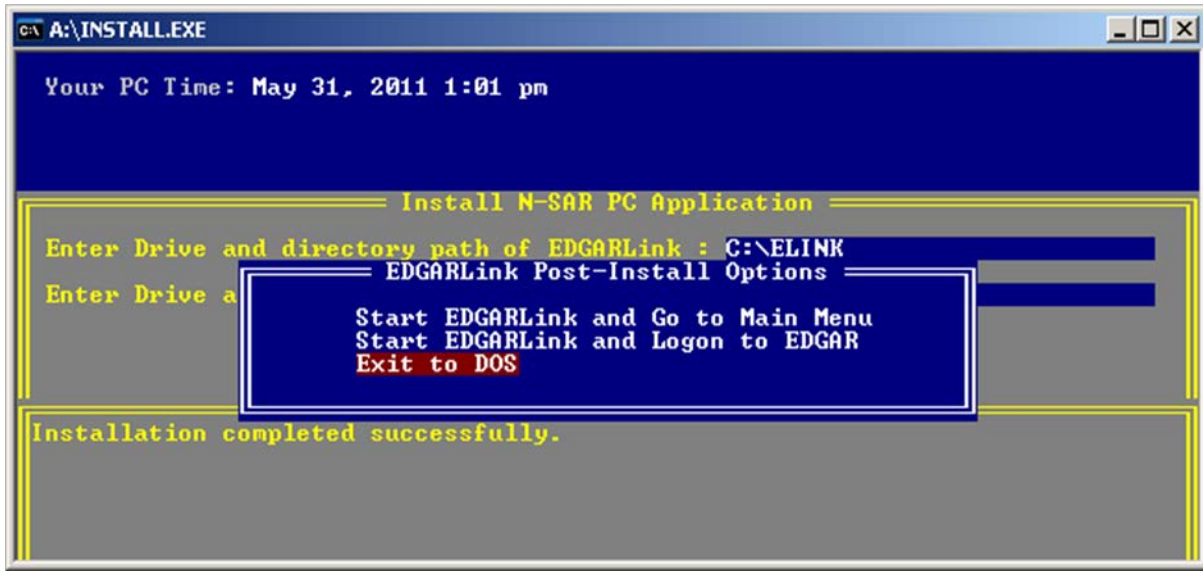 A:\INSTALL.EXE
Your PC Time: May 31, 2011 1:01 pm
Install N-SAR PC Application
Enter Drive and directory path of EDGARLink : C:\ELINK
EDGARLink Post-Install Options
Enter Drive a
Start EDGARLink and Go to Main Menu
Start EDGARLink and Logon to EDGAR
Exit to DOS
Installation completed successfully.